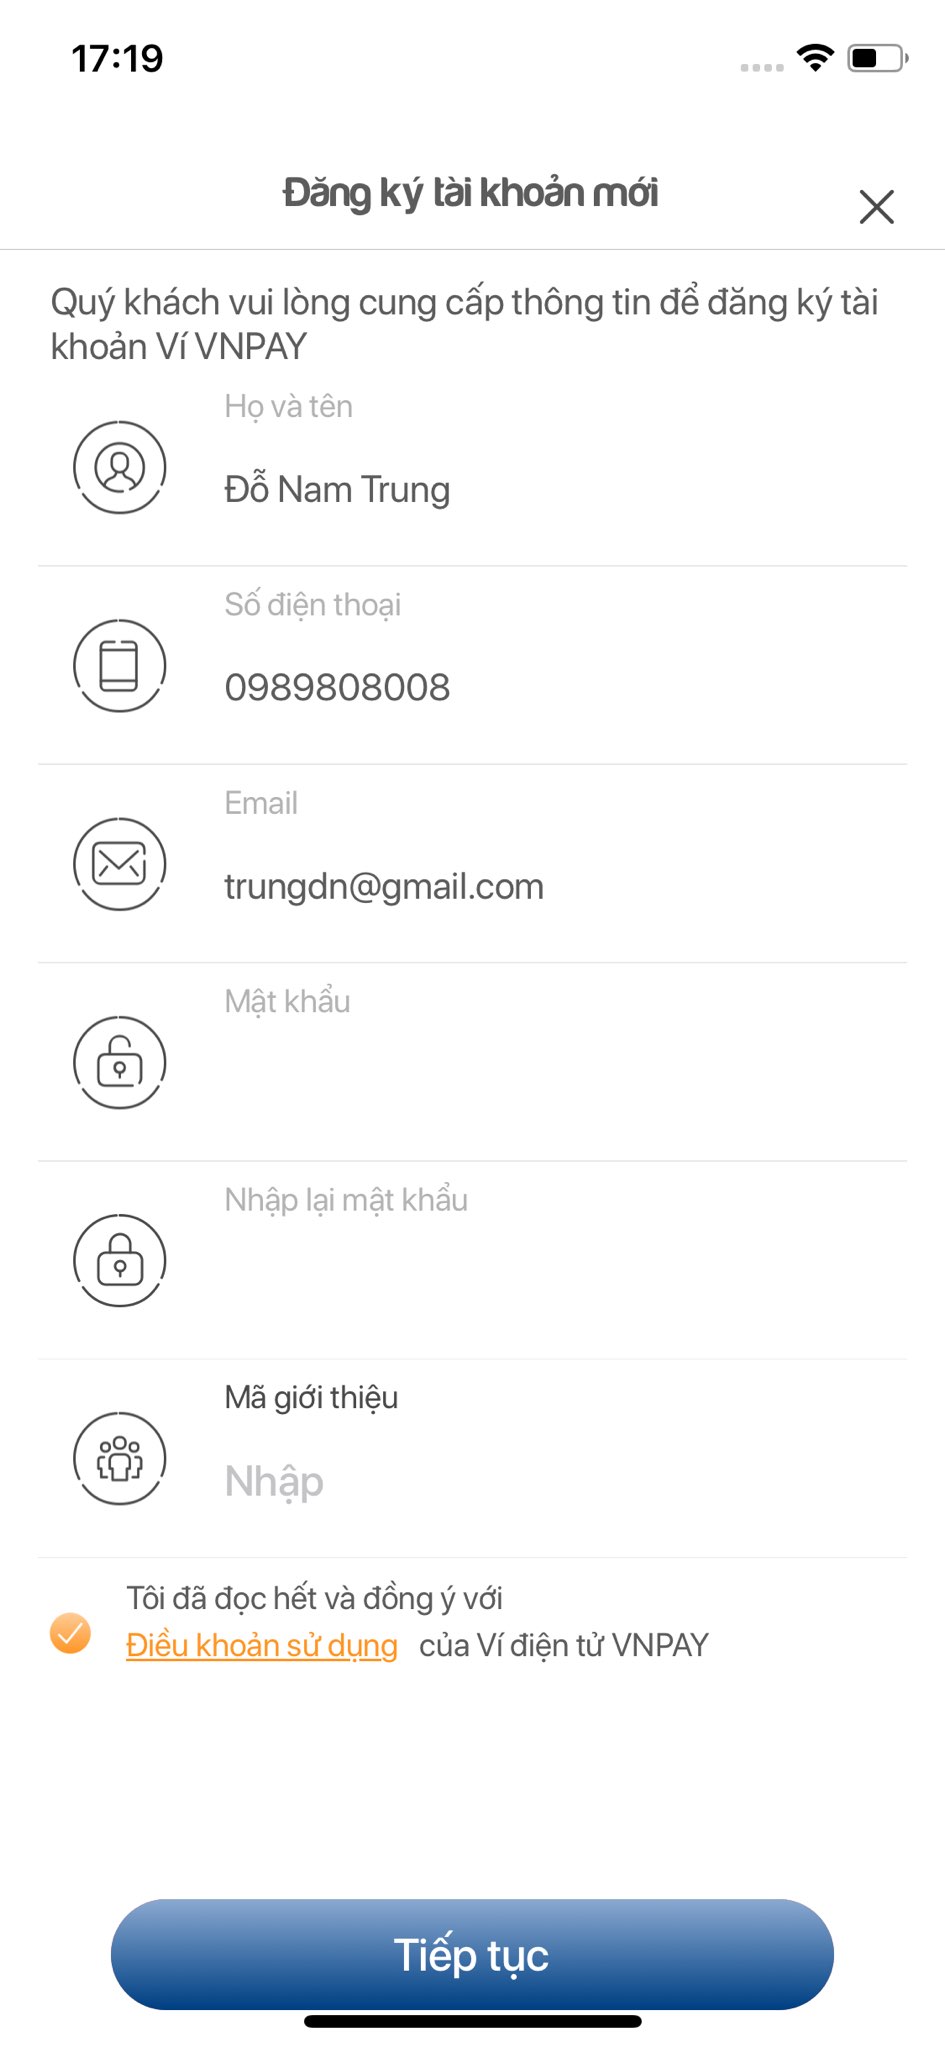 17:19
Đăng ký tài khoản mới
Quý khách vui lòng cung cấp thông tin để đăng ký tài
khoản Ví VNPAY
Họ và tên
Đỗ Nam Trung
Số điện thoại
0989808008
Email
trungdn@gmail.com
Mật khẩu
Nhập lại mật khẩu
Mã giới thiệu
Nhập
Tôi đã đọc hết và đồng ý với
Điều khoản sử dụng của Ví điện tử VNPAY
Tiếp tục